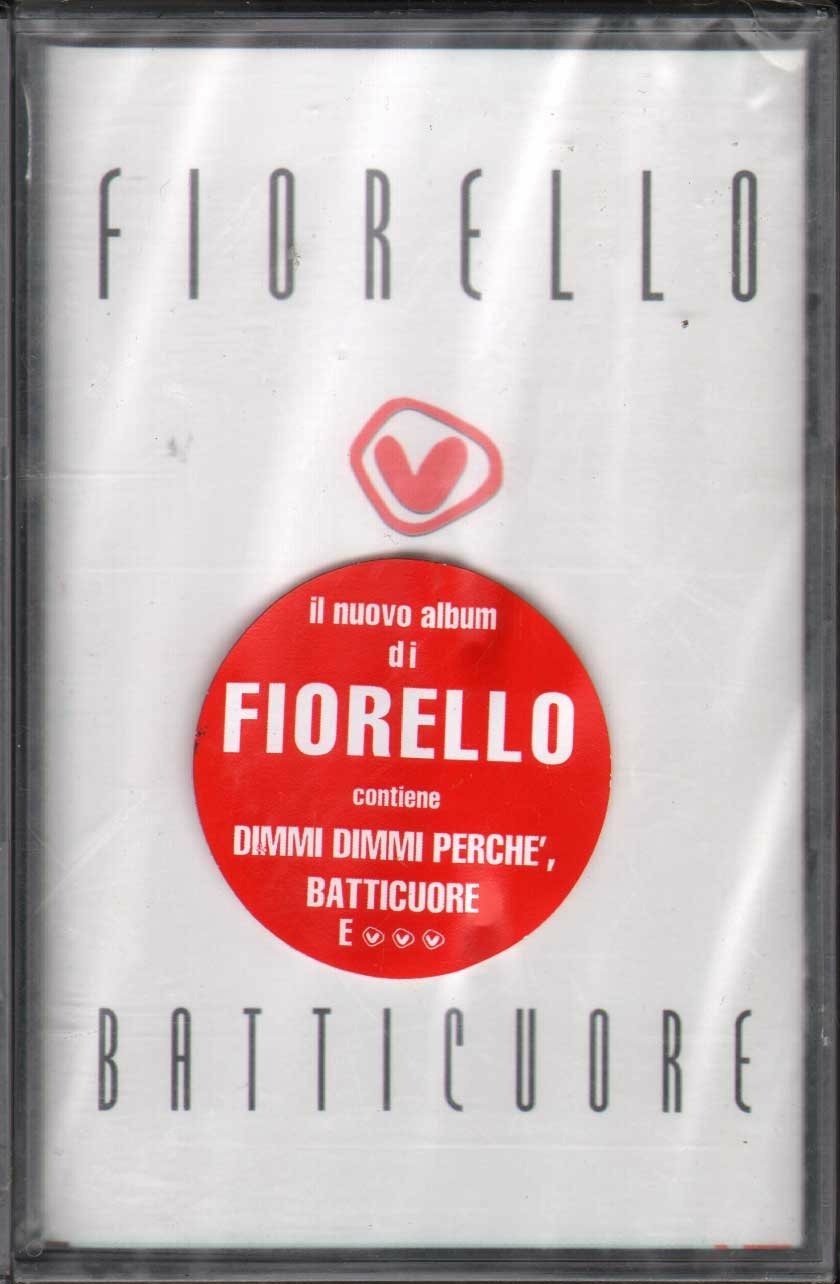 FIORELLO
il nuovo album
di
FIORELLO
contiene
DIMMI DIMMI PERCHE',
BATTICUORE
E
BATTICUORE